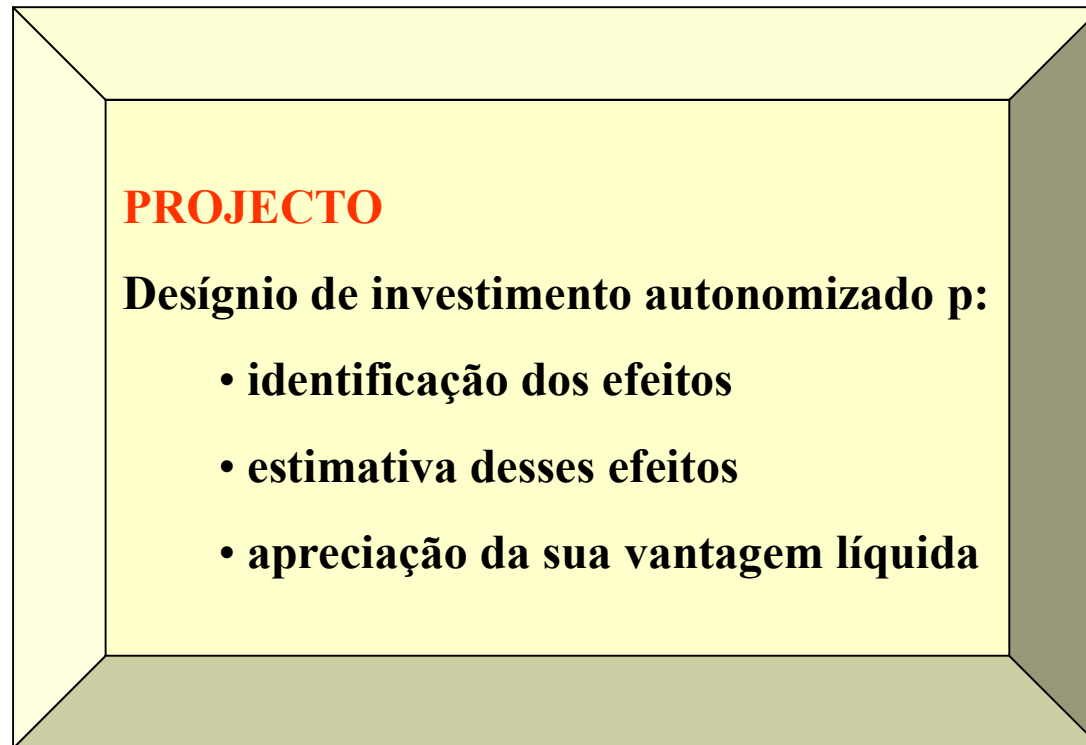 PROJECTO
Desígnio de investimento autonomizado p:
• identificação dos efeitos
• estimativa desses efeitos
• apreciação da sua vantagem líquida